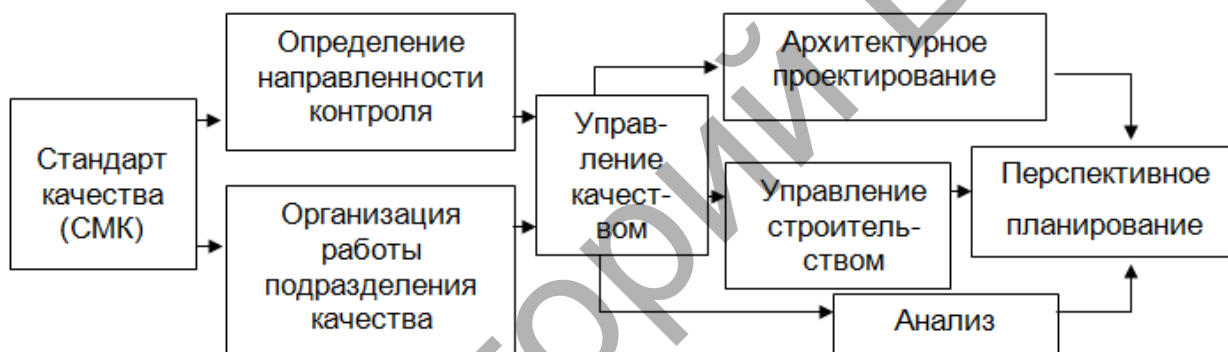 Определение
направленности
контроля
Архитектурное
проектирование
Стандарт
качества
(СМК)
Управ-
ление
качест-
вом
Организация
работы
подразделения
качества
Управление
строитель-
ством
Перспективное
планирование
Анализ